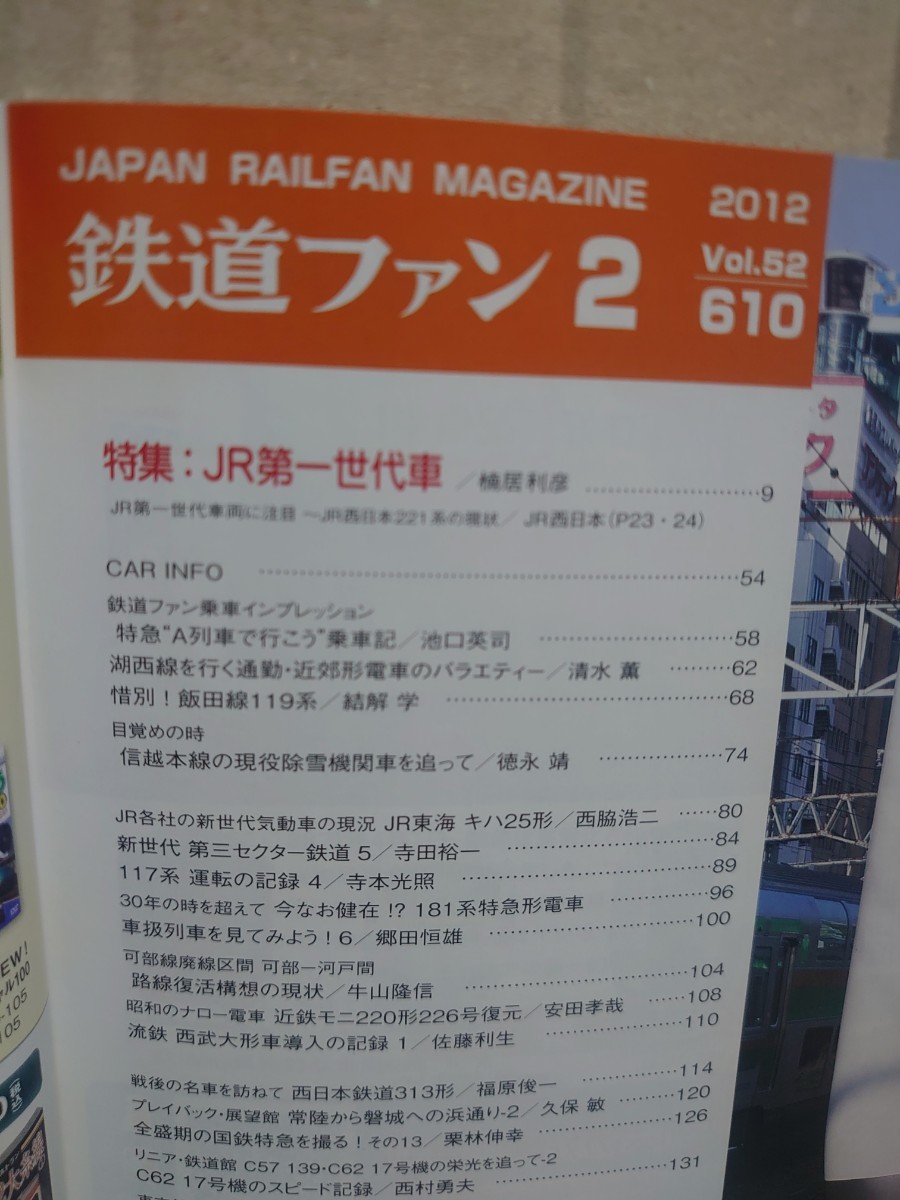 JAPAN RAILFAN MAGAZINE
2012
鉄道ファン 2
Vol.52
610
特集：JR第一世代車／楠居利彦 ……9
JR第一世代車両に注目 〜JR西日本221系の現状／JR西日本（P23・24）
CAR INFO ……54
鉄道ファン乗車インプレッション
特急“A列車で行こう”乗車記／池口英司 ……58
湖西線を行く通勤・近郊形電車のバラエティー／清水 薫 ……62
惜別！飯田線119系／結解 学 ……68
目覚めの時
信越本線の現役除雪機関車を追って／徳永 靖 ……74
JR各社の新世代気動車の現況 JR東海 キハ25形／西脇浩二 ……80
新世代 第三セクター鉄道 5／寺田裕一 ……84
117系 運転の記録 4／寺本光照 ……89
30年の時を超えて 今なお健在!? 181系特急形電車 ……96
車扱列車を見てみよう！6／郷田恒雄 ……100
可部線廃線区間 可部－河戸間
路線復活構想の現状／牛山隆信 ……104
昭和のナロー電車 近鉄モニ220形226号復元／安田孝哉 ……108
流鉄 西武大形車導入の記録 1／佐藤利生 ……110
戦後の名車を訪ねて 西日本鉄道313形／福原俊一 ……114
プレイバック・展望館 常陸から磐城への浜通り-2／久保 敏 ……120
全盛期の国鉄特急を撮る！その13／栗林伸幸 ……126
リニア・鉄道館 C57 139・C62 17号機の栄光を追って-2
C62 17号機のスピード記録／西村勇夫 ……131
タ
ク
EW!
ァル100
-105
105